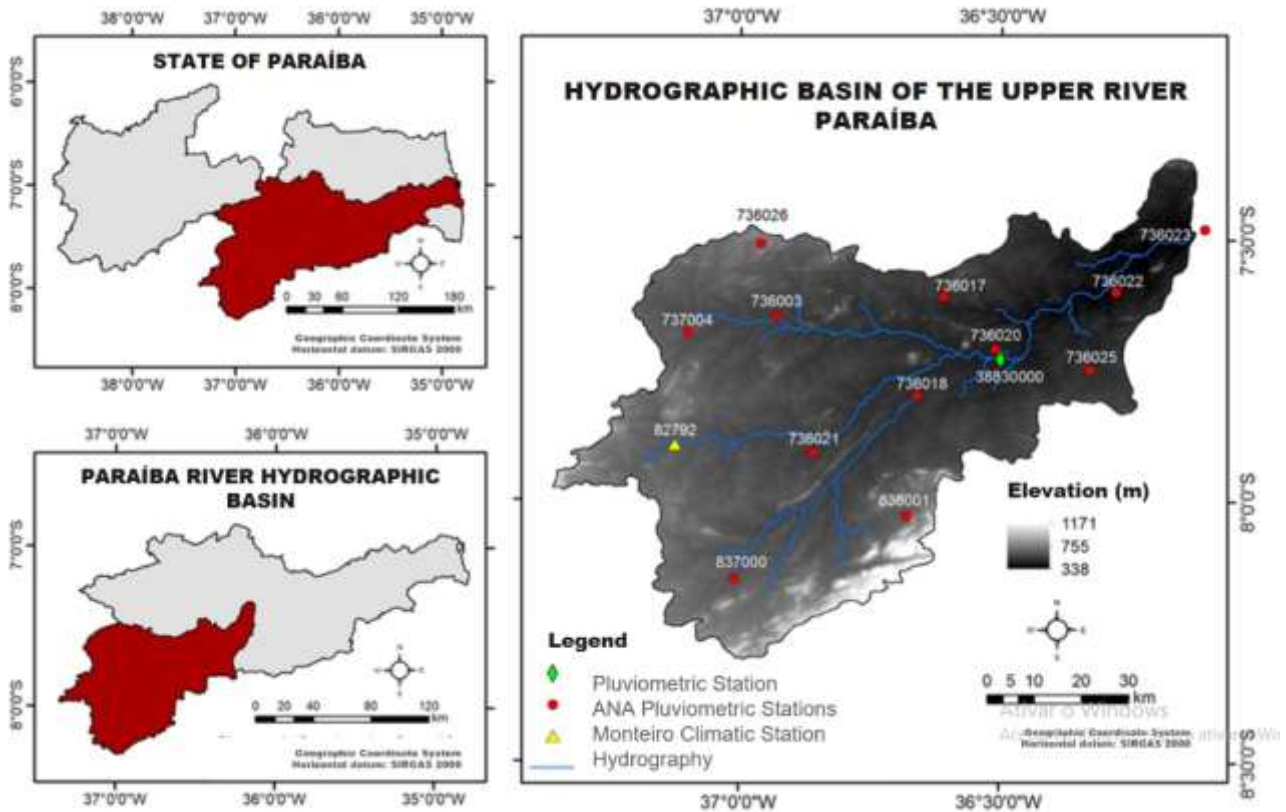 38°0'0"W 37°0'0"W 36°0'0"W 35°0'0"W
STATE OF PARAÍBA
6°0'0"S
7°0'0"S
8°0'0"S
0 30 60 120 180
km
Geographic Coordinate System
Horizontal datum: SIRGAS 2000
38°0'0"W 37°0'0"W 36°0'0"W 35°0'0"W
37°0'0"W 36°0'0"W 35°0'0"W
PARAÍBA RIVER HYDROGRAPHIC
BASIN
7°0'0"S
8°0'0"S
0 20 40 80 120
km
Geographic Coordinate System
Horizontal datum: SIRGAS 2000
37°0'0"W 36°0'0"W 35°0'0"W
37°0'0"W 36°30'0"W
HYDROGRAPHIC BASIN OF THE UPPER RIVER
PARAÍBA
736026
736023
7°30'0"S
736022
736017
736003
737004
736020
736025
38830000
736018
82792
736021
836001
8°0'0"S
837000
Elevation (m)
1171
755
338
N
Legend
Pluviometric Station
ANA Pluviometric Stations
Monteiro Climatic Station
Hydrography
0 5 10 20 30
km
Ativar o Windows
Geographic Coordinate System
Horizontal datum: SIRGAS 2000
8°30'0"S
37°0'0"W 36°30'0"W